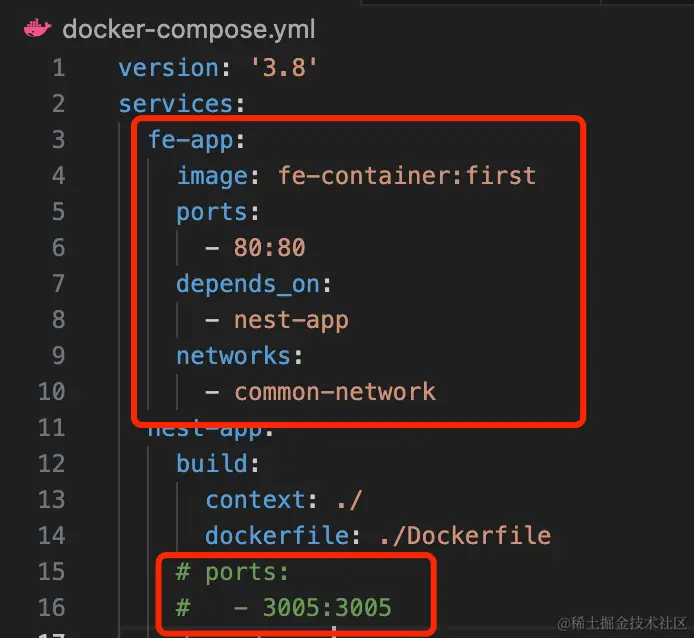 docker-compose.yml
1 version: '3.8'
2 services:
3 fe-app:
4 image: fe-container:first
5 ports:
6 - 80:80
7 depends_on:
8 - nest-app
9 networks:
10 - common-network
11 nest-app:
12 build:
13 context: ./
14 dockerfile: ./Dockerfile
15 # ports:
16 # - 3005:3005
17
@稀土掘金技术社区